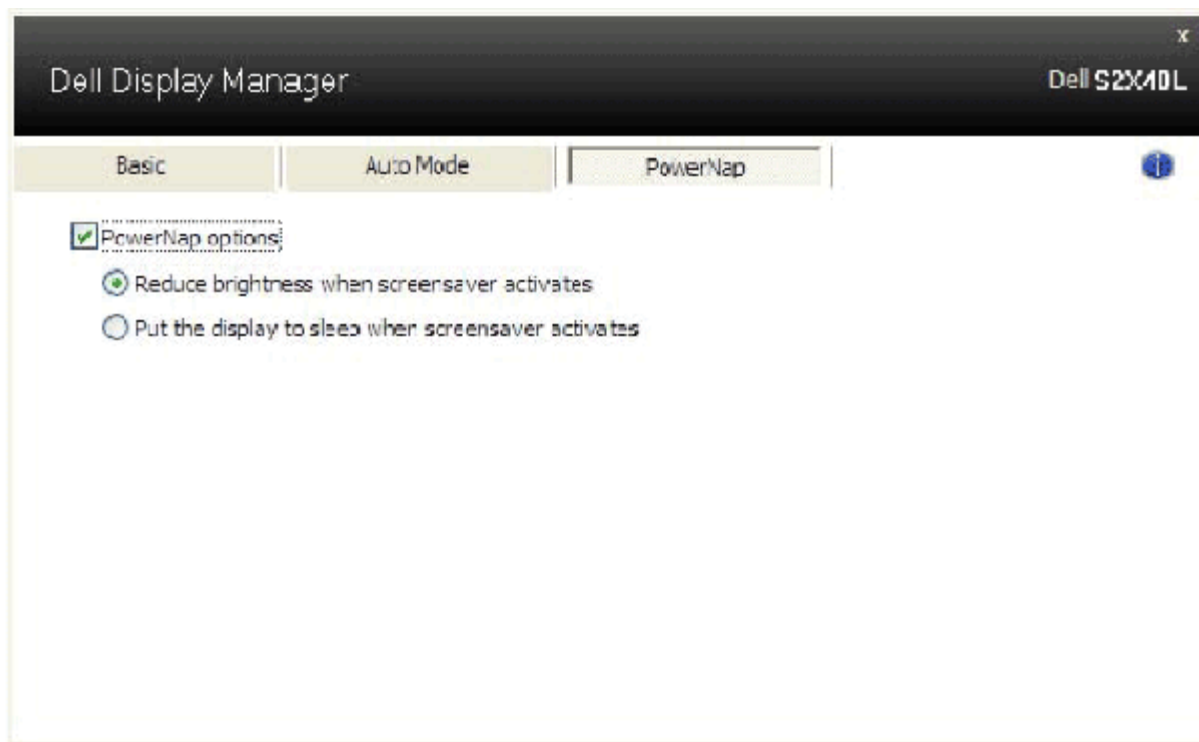 x
Dell Display Manager
Dell S2X40L
Basic
Auto Mode
PowerNap
PowerNap options
Reduce brightness when screensaver activates
Put the display to sleep when screensaver activates